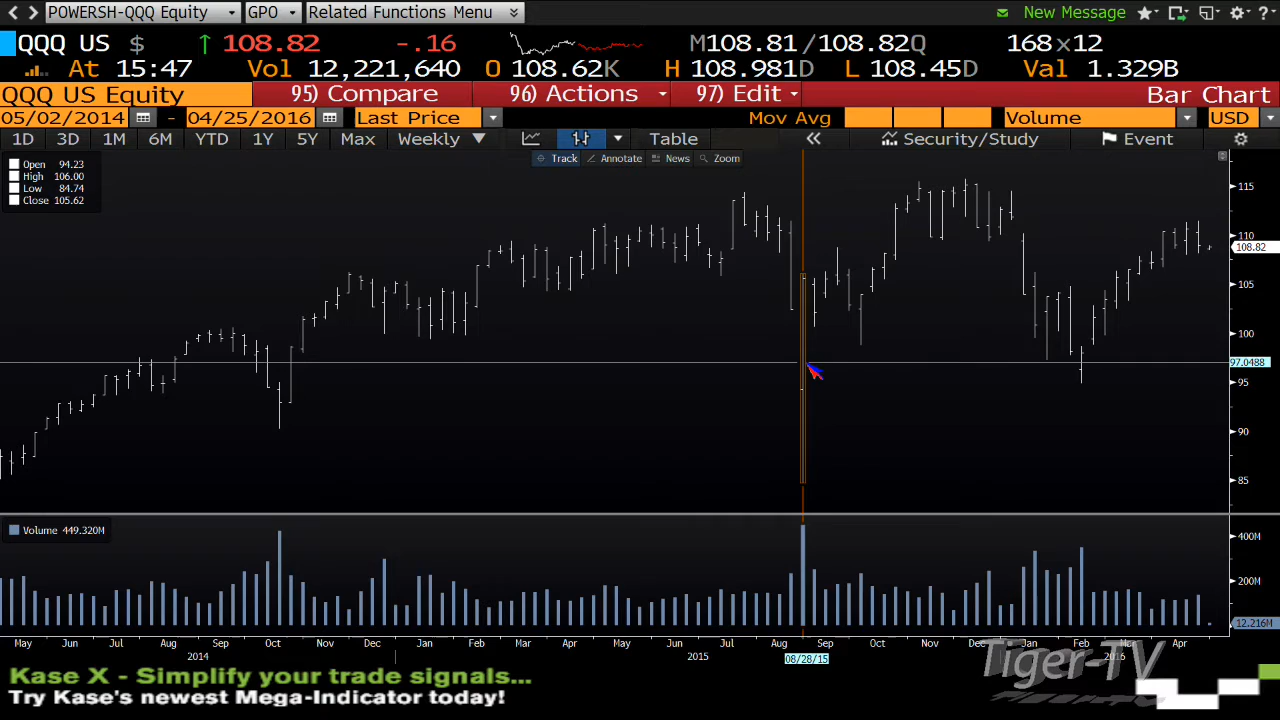 POWERSH-QQQ Equity GPO Related Functions Menu New Message ?
QQQ US $ ↑ 108.82 -.16 M108.81/108.82Q 168x12
At 15:47 Vol 12,221,640 O 108.62K H 108.981D L 108.45D Val 1.329B
QQQ US Equity 95) Compare 96) Actions 97) Edit Bar Chart
05/02/2014 - 04/25/2016 Last Price Mov Avg Volume USD
1D 3D 1M 6M YTD 1Y 5Y Max Weekly Table Security/Study Event
Track Annotate News Zoom
Open 94.23
High 106.00
Low 84.74
Close 105.62
115
110
108.82
105
100
97.0488
95
90
85
Volume 449.320M
400M
200M
12.216M
May Jun Jul Aug Sep Oct Nov Dec Jan Feb Mar Apr May Jun Jul Aug Sep Oct Nov Dec Feb Mar Apr
2014 2015 08/28/15 2016
Tiger-TV
Kase X - Simplify your trade signals...
Try Kase's newest Mega-Indicator today!